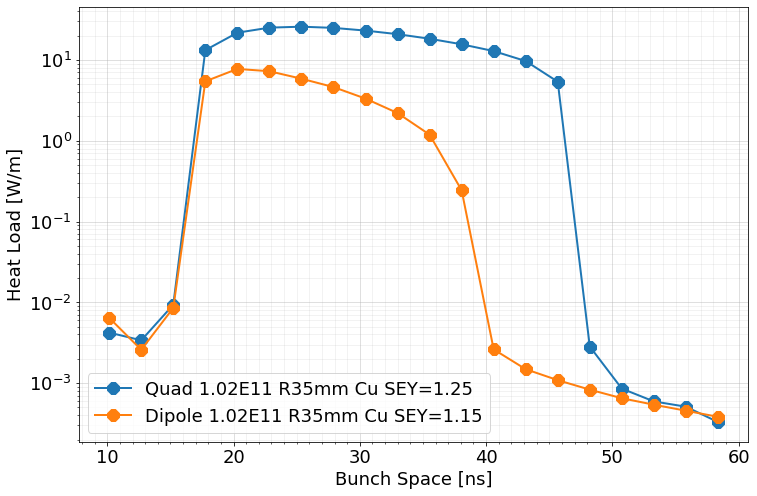 Heat Load [W/m]
10¹
10⁰
10⁻¹
10⁻²
10⁻³
Quad 1.02E11 R35mm Cu SEY=1.25
Dipole 1.02E11 R35mm Cu SEY=1.15
10 20 30 40 50 60
Bunch Space [ns]